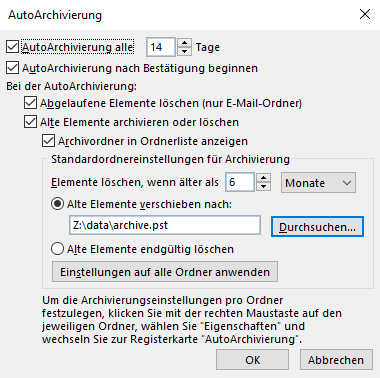 AutoArchivierung
AutoArchivierung alle 14 Tage
AutoArchivierung nach Bestätigung beginnen
Bei der AutoArchivierung:
Abgelaufene Elemente löschen (nur E-Mail-Ordner)
Alte Elemente archivieren oder löschen
Archivordner in Ordnerliste anzeigen
Standardordnereinstellungen für Archivierung
Elemente löschen, wenn älter als 6 Monate
Alte Elemente verschieben nach:
Z:\data\archive.pst Durchsuchen...
Alte Elemente endgültig löschen
Einstellungen auf alle Ordner anwenden
Um die Archivierungseinstellungen pro Ordner
festzulegen, klicken Sie mit der rechten Maustaste auf den
jeweiligen Ordner, wählen Sie "Eigenschaften" und
wechseln Sie zur Registerkarte "AutoArchivierung".
OK Abbrechen